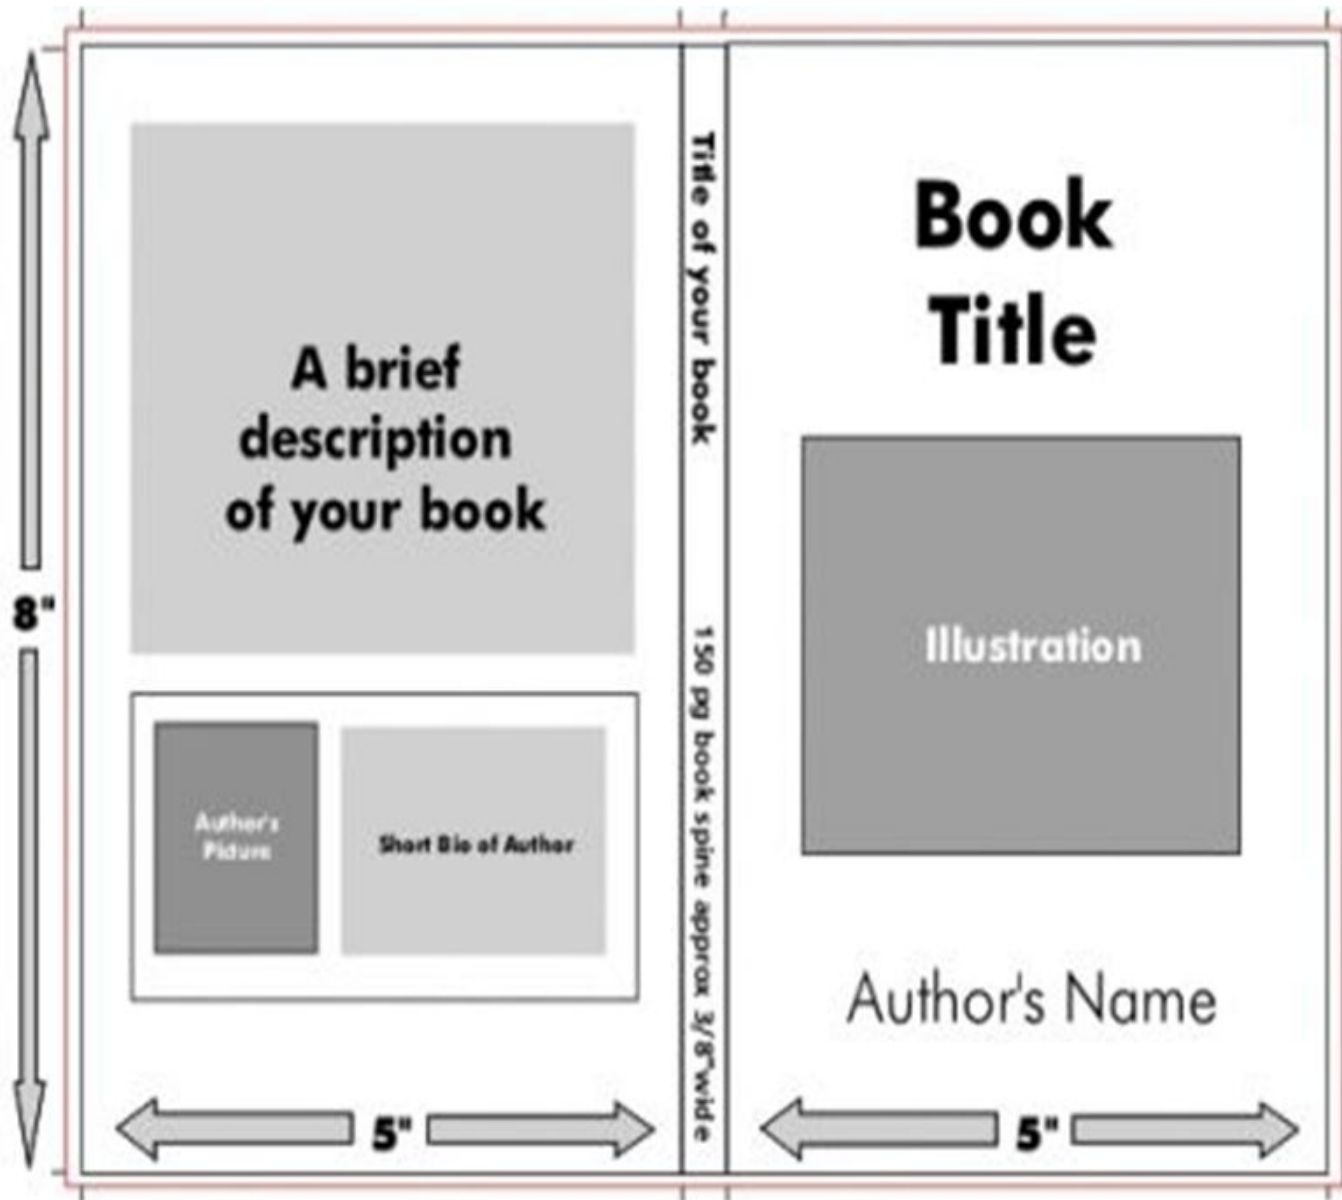 8"
A brief
description
of your book
Author's
Picture
Short Bio of Author
5"
Title of your book
150 pg book spine approx 3/8"wide
Book
Title
Illustration
Author's Name
5"